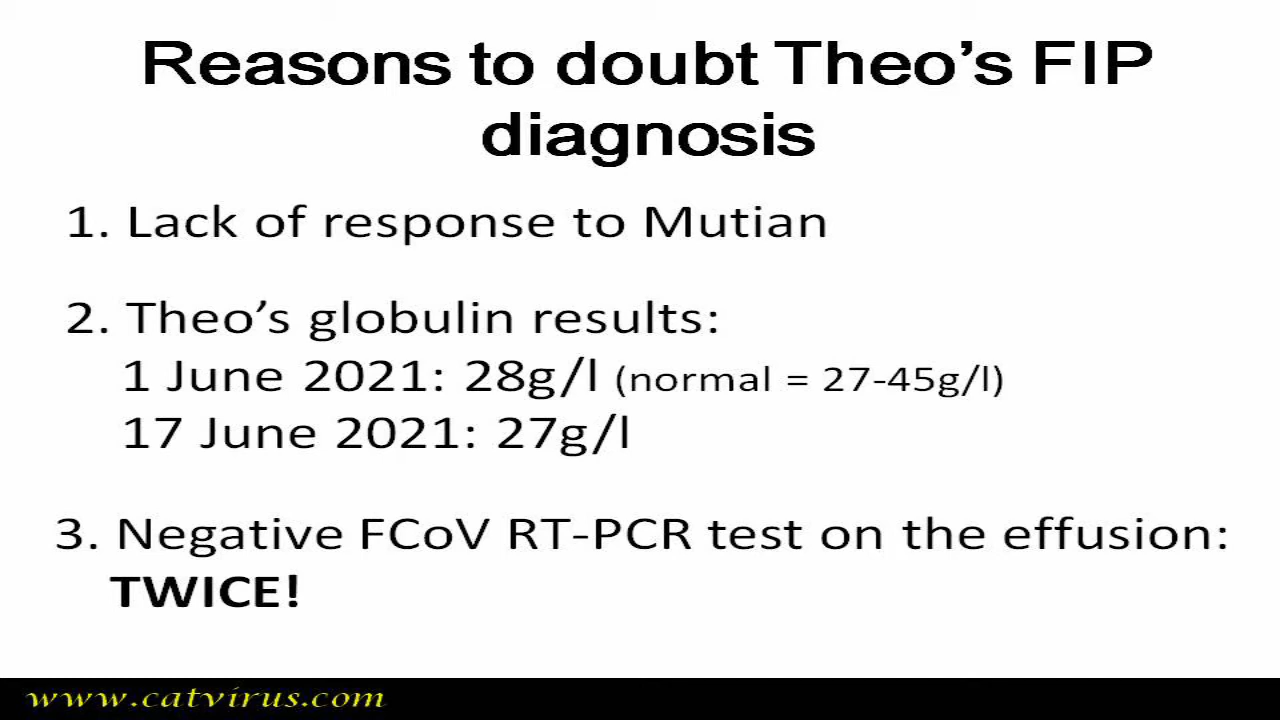 Reasons to doubt Theo’s FIP
diagnosis
1. Lack of response to Mutian
2. Theo’s globulin results:
1 June 2021: 28g/l (normal = 27-45g/l)
17 June 2021: 27g/l
3. Negative FCoV RT-PCR test on the effusion:
TWICE!
www.catvirus.com